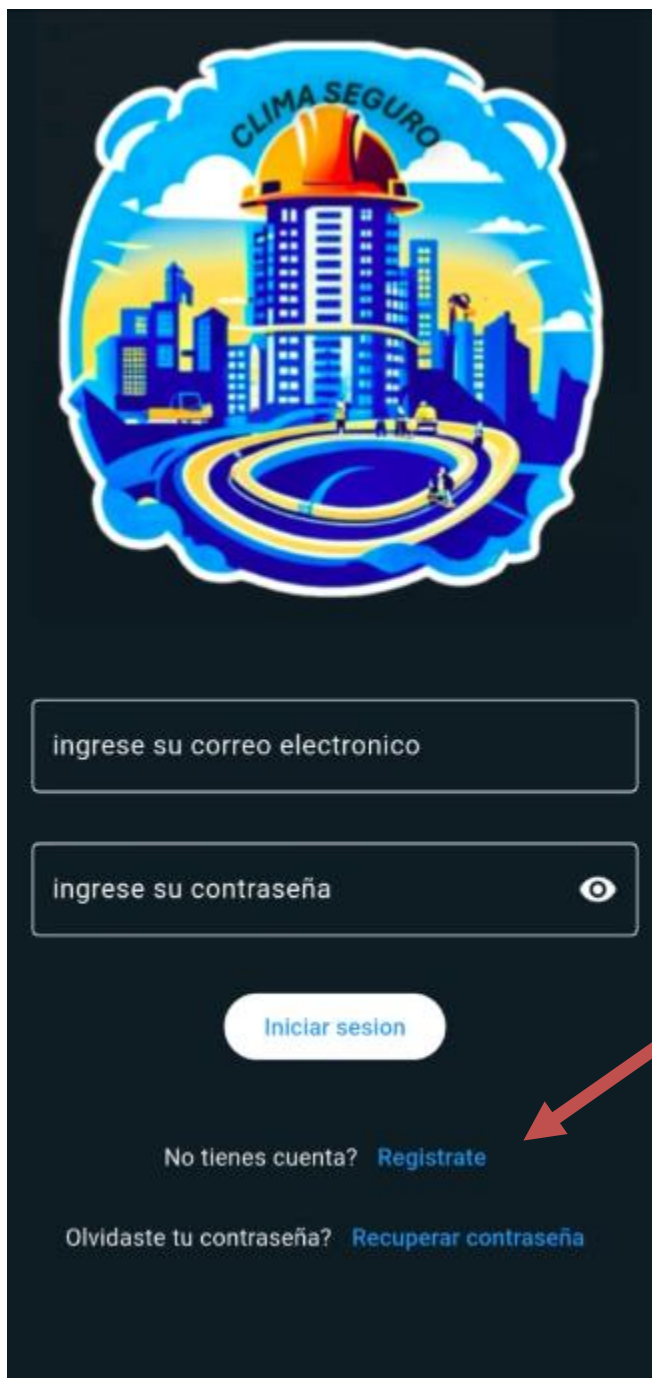 CLIMA SEGURO
ingrese su correo electronico
ingrese su contraseña
Iniciar sesion
No tienes cuenta? Registrate
Olvidaste tu contraseña? Recuperar contraseña